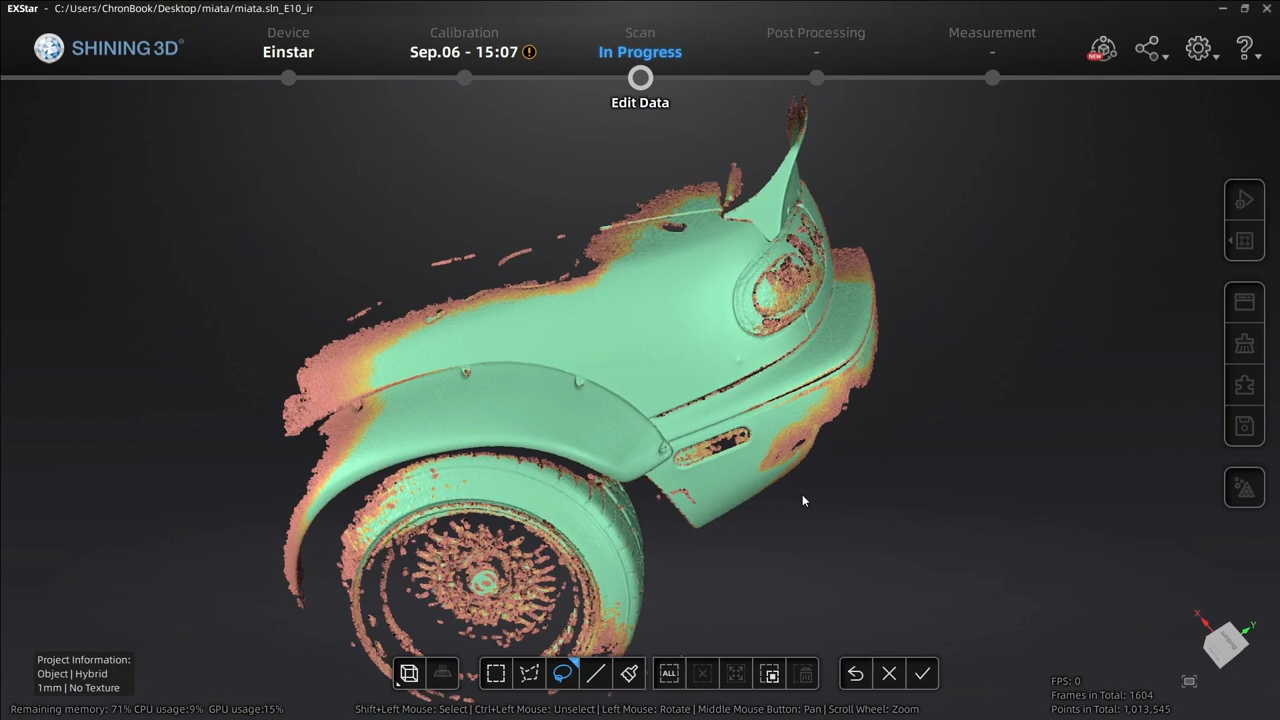 EXStar - C:/Users/ChronBook/Desktop/miata/miata.sln_E10_ir
SHINING 3D®
Device
Einstar
Calibration
Sep.06 - 15:07
Scan
In Progress
Edit Data
Post Processing
-
Measurement
-
NEW
ALL
X
Y
Project Information:
Object | Hybrid
1mm | No Texture
FPS: 0
Frames in Total: 1604
Points in Total: 1,013,545
Remaining memory: 71% CPU usage:9% GPU usage:15%
Shift+Left Mouse: Select | Ctrl+Left Mouse: Unselect | Left Mouse: Rotate | Middle Mouse Button: Pan | Scroll Wheel: Zoom